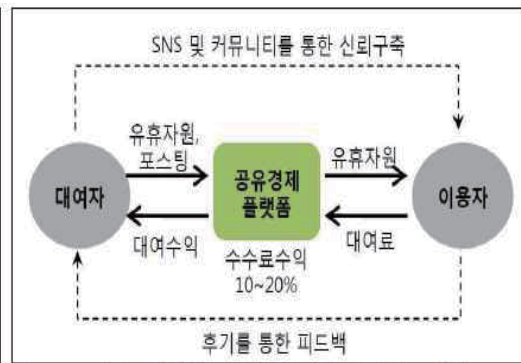 SNS 및 커뮤니티를 통한 신뢰구축
유휴자원,
포스팅
유휴자원
대여자
공유경제
플랫폼
이용자
대여수익
대여료
수수료수익
10~20%
후기를 통한 피드백